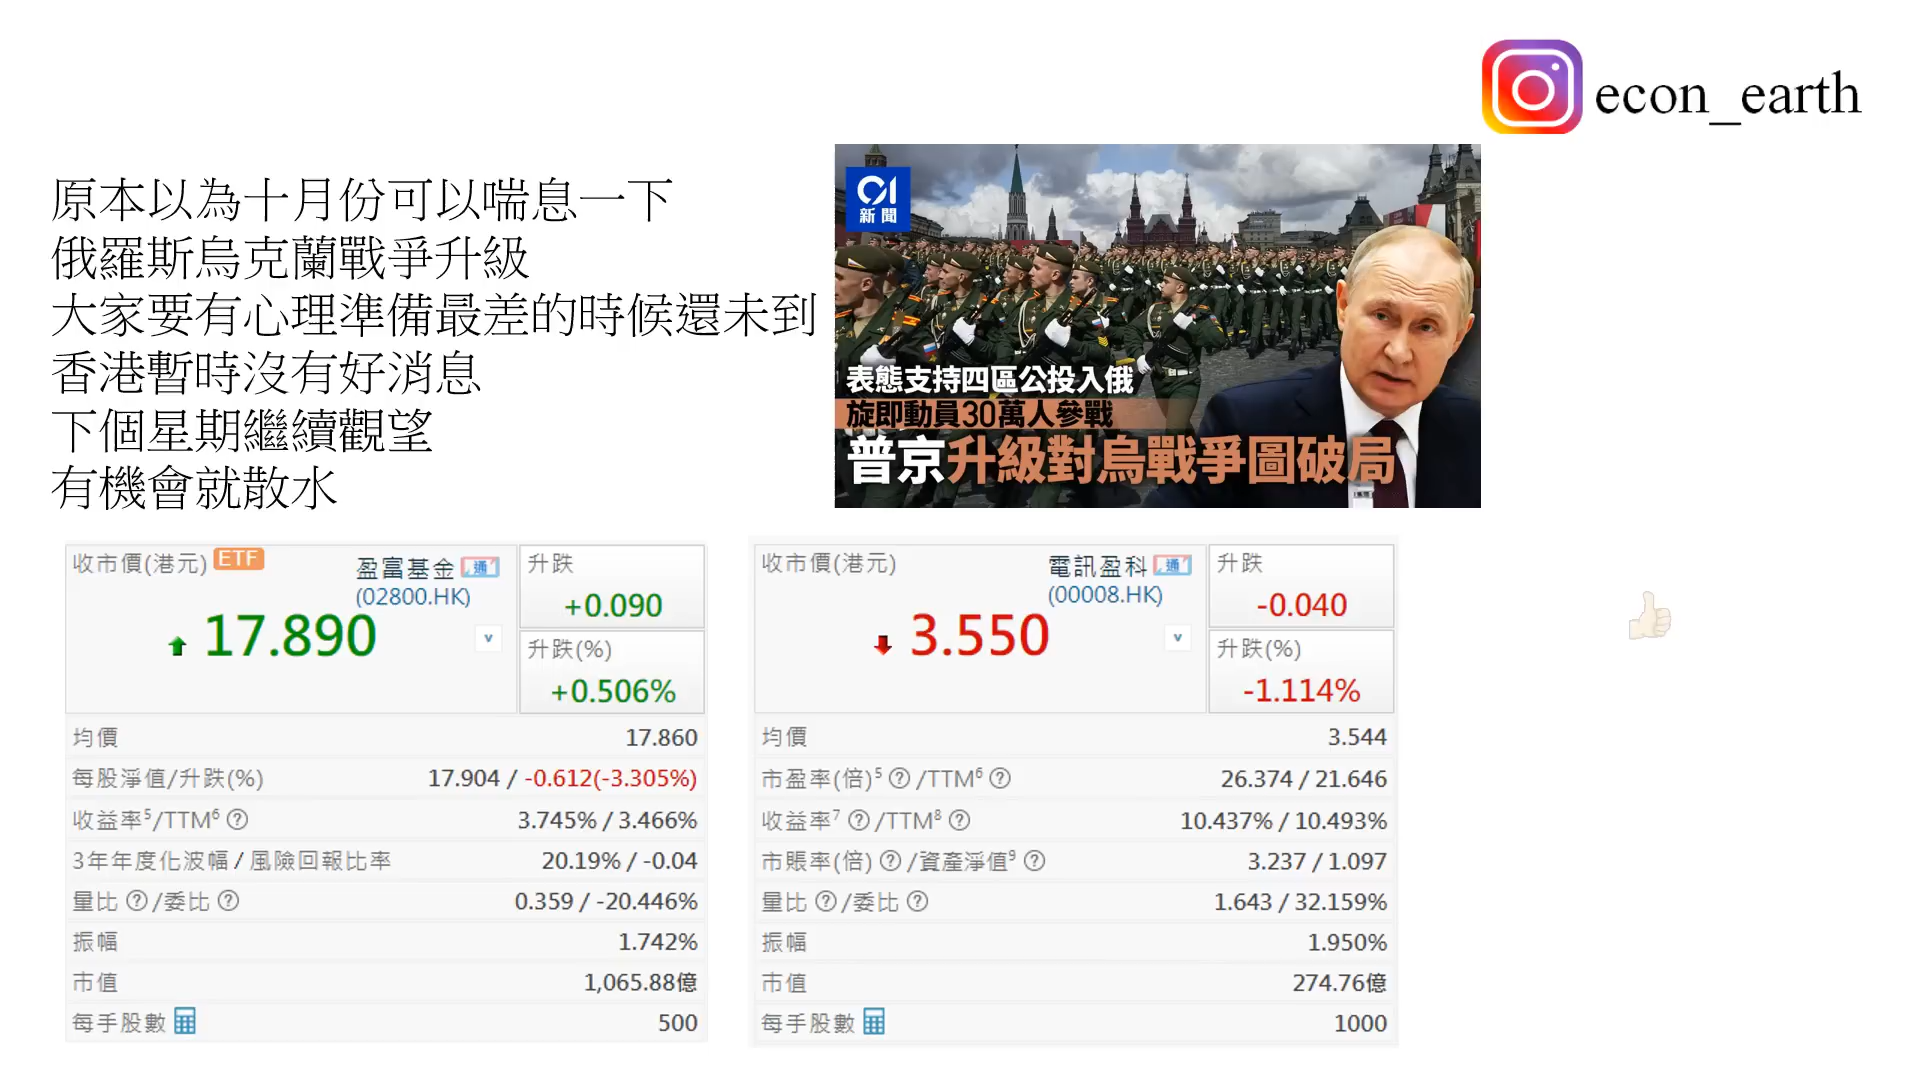 econ_earth
原本以為十月份可以喘息一下
俄羅斯烏克蘭戰爭升級
大家要有心理準備最差的時候還未到
香港暫時沒有好消息
下個星期繼續觀望
有機會就散水
01
新聞
表態支持四區公投入俄
旋即動員30萬人參戰
普京升級對烏戰爭圖破局
收市價(港元) ETF
盈富基金 通
(02800.HK)
17.890
升跌
+0.090
升跌(%)
+0.506%
均價 17.860
每股淨值/升跌(%) 17.904 / -0.612(-3.305%)
收益率5/TTM6 ? 3.745% / 3.466%
3年年度化波幅 / 風險回報比率 20.19% / -0.04
量比 ? /委比 ? 0.359 / -20.446%
振幅 1.742%
市值 1,065.88億
每手股數 500
收市價(港元)
電訊盈科 通
(00008.HK)
3.550
升跌
-0.040
升跌(%)
-1.114%
均價 3.544
市盈率(倍)5 ? /TTM6 ? 26.374 / 21.646
收益率7 ? /TTM8 ? 10.437% / 10.493%
市賬率(倍) ? /資產淨值9 ? 3.237 / 1.097
量比 ? /委比 ? 1.643 / 32.159%
振幅 1.950%
市值 274.76億
每手股數 1000